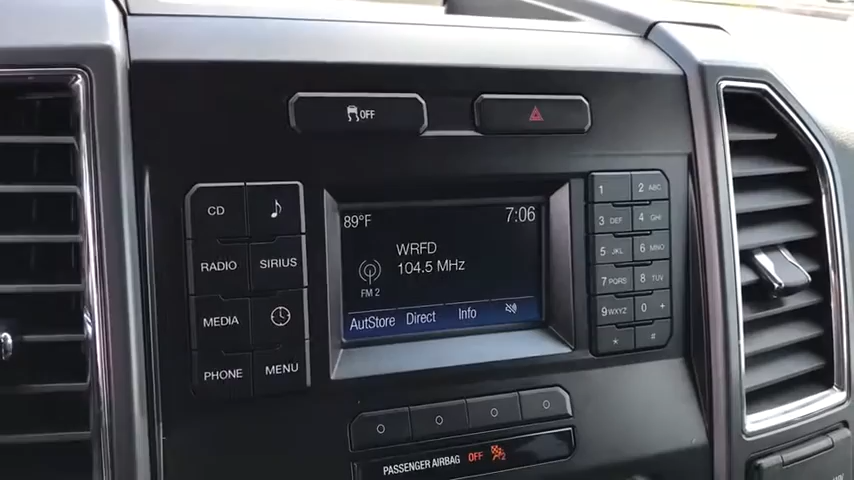 OFF
CD
RADIO
SIRIUS
MEDIA
PHONE
MENU
89°F
7:06
WRFD
104.5 MHz
FM 2
AutStore
Direct
Info
1
2 ABC
3 DEF
4 GHI
5 JKL
6 MNO
7 PQRS
8 TUV
9 WXYZ
0 +
*
#
PASSENGER AIRBAG OFF